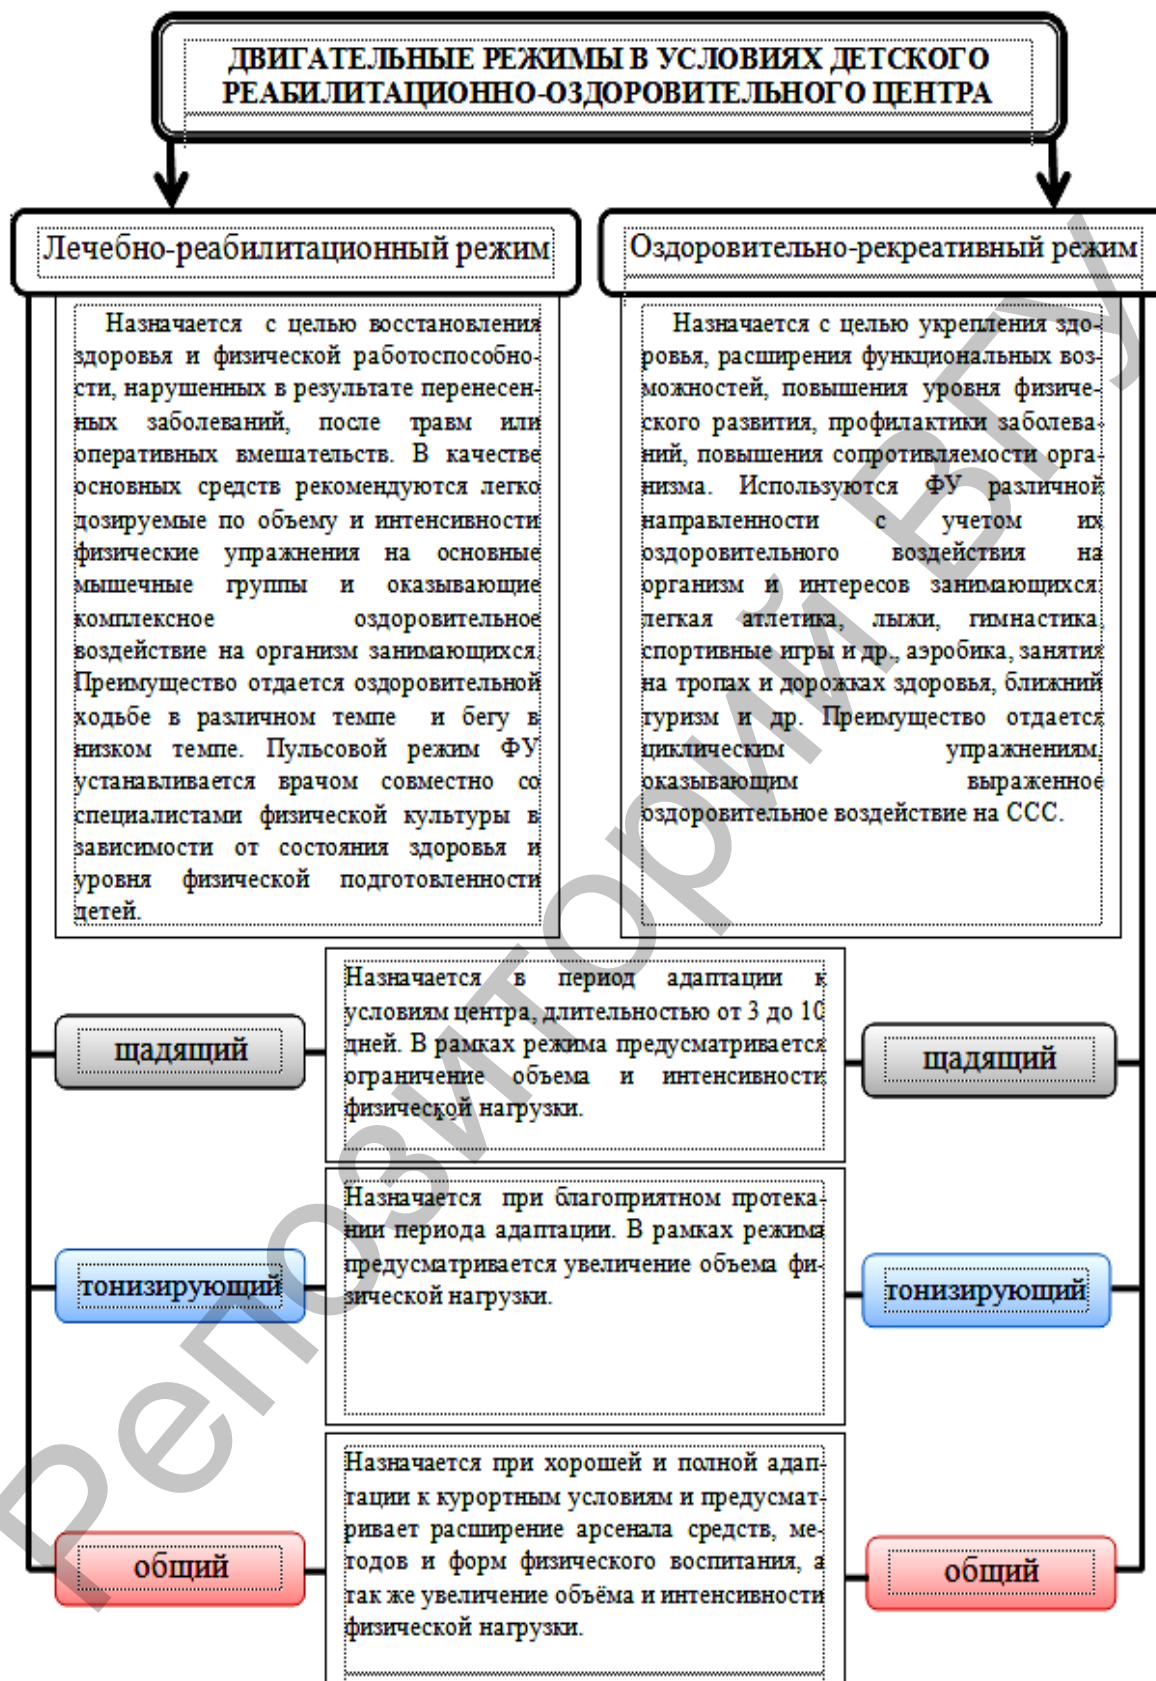 ДВИГАТЕЛЬНЫЕ РЕЖИМЫ В УСЛОВИЯХ ДЕТСКОГО
РЕАБИЛИТАЦИОННО-ОЗДОРОВИТЕЛЬНОГО ЦЕНТРА
Лечебно-реабилитационный режим
Назначается с целью восстановления
здоровья и физической работоспособно-
сти, нарушенных в результате перенесен-
ных заболеваний, после травм или
оперативных вмешательств. В качестве
основных средств рекомендуются легко
дозируемые по объему и интенсивности
физические упражнения на основные
мышечные группы и оказывающие
комплексное оздоровительное
воздействие на организм занимающихся.
Преимущество отдается оздоровительной
ходьбе в различном темпе и бегу в
низком темпе. Пульсовой режим ФУ
устанавливается врачом совместно со
специалистами физической культуры в
зависимости от состояния здоровья и
уровня физической подготовленности
детей.
Оздоровительно-рекреативный режим
Назначается с целью укрепления здо-
ровья, расширения функциональных воз-
можностей, повышения уровня физиче-
ского развития, профилактики заболева-
ний, повышения сопротивляемости орга-
низма. Используются ФУ различной
направленности с учетом их
оздоровительного воздействия на
организм и интересов занимающихся:
легкая атлетика, лыжи, гимнастика,
спортивные игры и др., аэробика, занятия
на тропах и дорожках здоровья, ближний
туризм и др. Преимущество отдается
циклическим упражнениям,
оказывающим выраженное
оздоровительное воздействие на ССС.
щадящий
Назначается в период адаптации к
условиям центра, длительностью от 3 до 10
дней. В рамках режима предусматривается
ограничение объема и интенсивности
физической нагрузки.
щадящий
тонизирующий
Назначается при благоприятном протека-
нии периода адаптации. В рамках режима
предусматривается увеличение объема фи-
зической нагрузки.
тонизирующий
общий
Назначается при хорошей и полной адап-
тации к курортным условиям и предусмат-
ривает расширение арсенала средств, ме-
тодов и форм физического воспитания, а
так же увеличение объёма и интенсивности
физической нагрузки.
общий
Репозиторий ВГУ